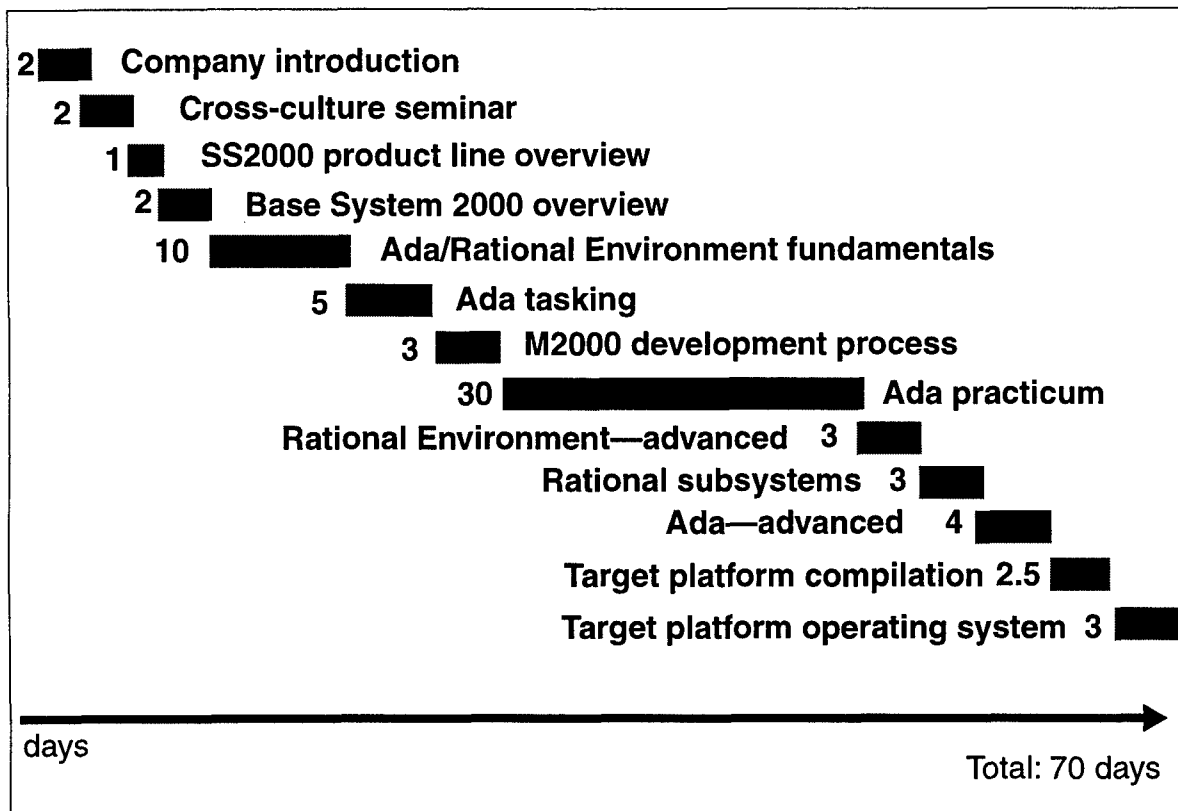 2 Company introduction
2 Cross-culture seminar
1 SS2000 product line overview
2 Base System 2000 overview
10 Ada/Rational Environment fundamentals
5 Ada tasking
3 M2000 development process
30 Ada practicum
Rational Environment—advanced 3
Rational subsystems 3
Ada—advanced 4
Target platform compilation 2.5
Target platform operating system 3
days
Total: 70 days